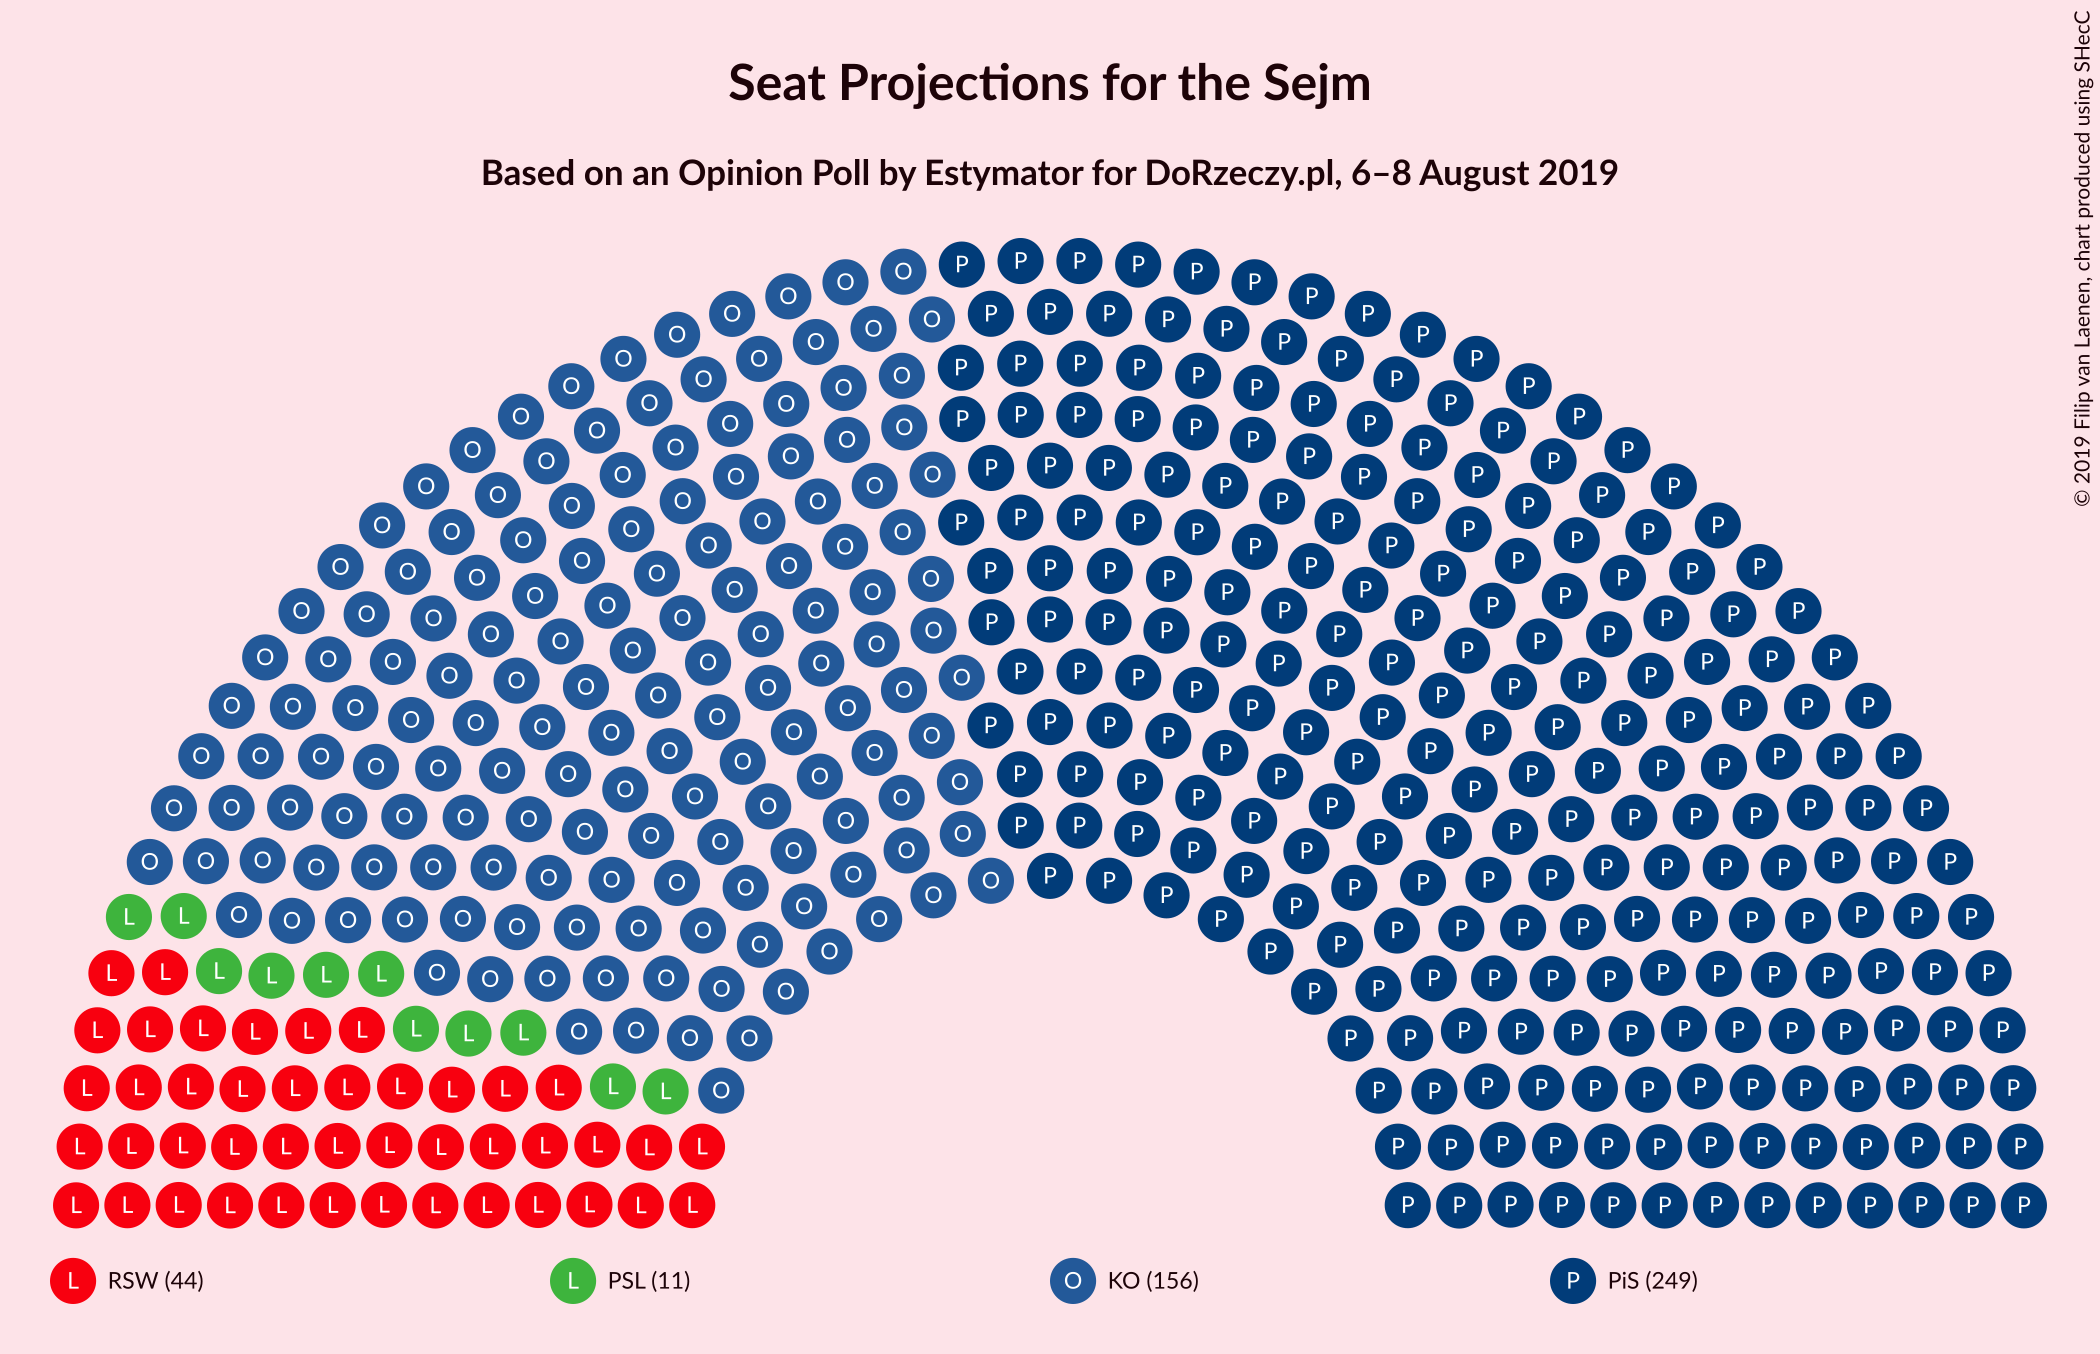 Seat Projections for the Sejm
Based on an Opinion Poll by Estymator for DoRzeczy.pl, 6–8 August 2019
© 2019 Filip van Laenen, chart produced using SHecC
L RSW (44)
L PSL (11)
O KO (156)
P PiS (249)